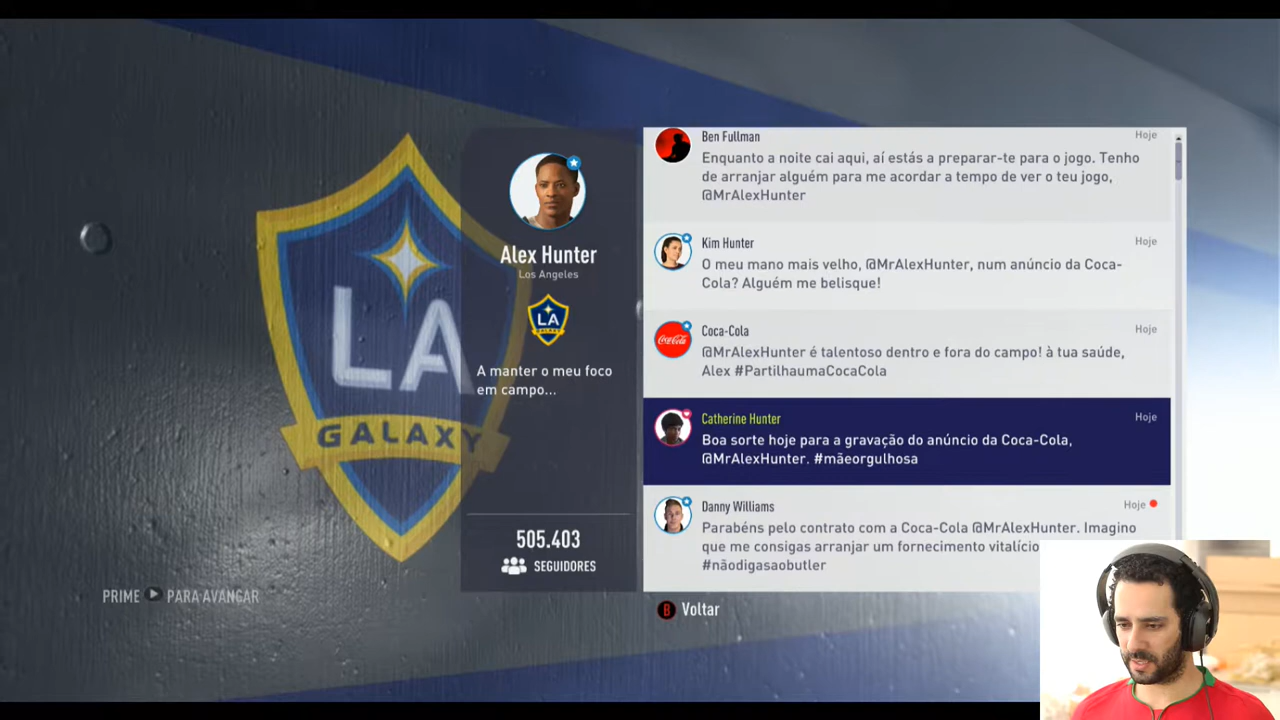 LA
GALAXY
PRIME PARA AVANÇAR
Alex Hunter
Los Angeles
LA
GALAXY
A manter o meu foco
em campo...
505.403
SEGUIDORES
Ben Fullman
Hoje
Enquanto a noite cai aqui, aí estás a preparar-te para o jogo. Tenho
de arranjar alguém para me acordar a tempo de ver o teu jogo,
@MrAlexHunter
Kim Hunter
Hoje
O meu mano mais velho, @MrAlexHunter, num anúncio da Coca-
Cola? Alguém me belisque!
Coca-Cola
Coca-Cola
Hoje
@MrAlexHunter é talentoso dentro e fora do campo! à tua saúde,
Alex #PartilhaumaCocaCola
Catherine Hunter
Hoje
Boa sorte hoje para a gravação do anúncio da Coca-Cola,
@MrAlexHunter. #mãeorgulhosa
Danny Williams
Hoje
Parabéns pelo contrato com a Coca-Cola @MrAlexHunter. Imagino
que me consigas arranjar um fornecimento vitalício
#nãodigasaobutler
B Voltar